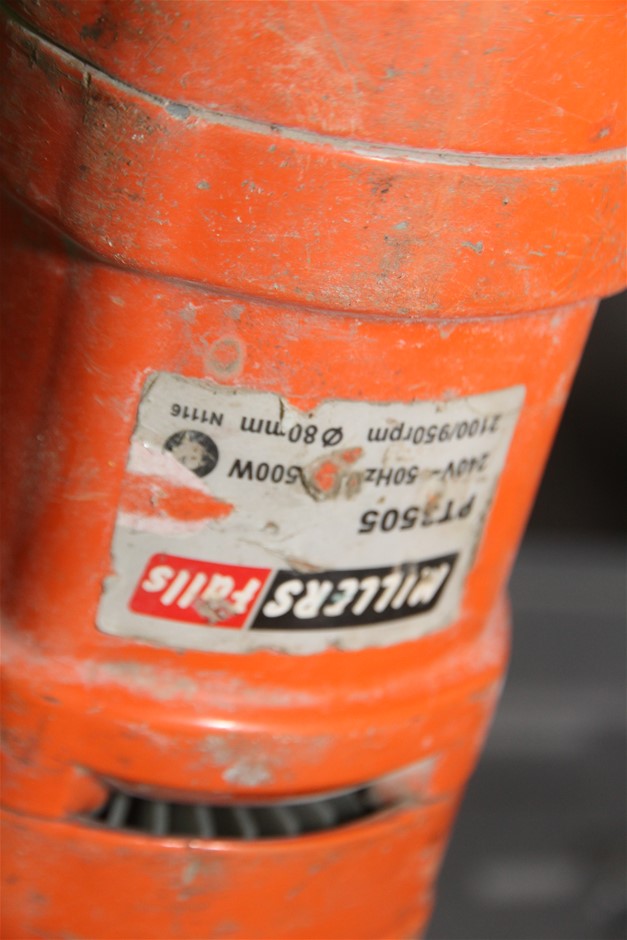 MILLERS Falls
PT3505
240V~ 50Hz 500W
2100/950rpm Ø80mm N1116